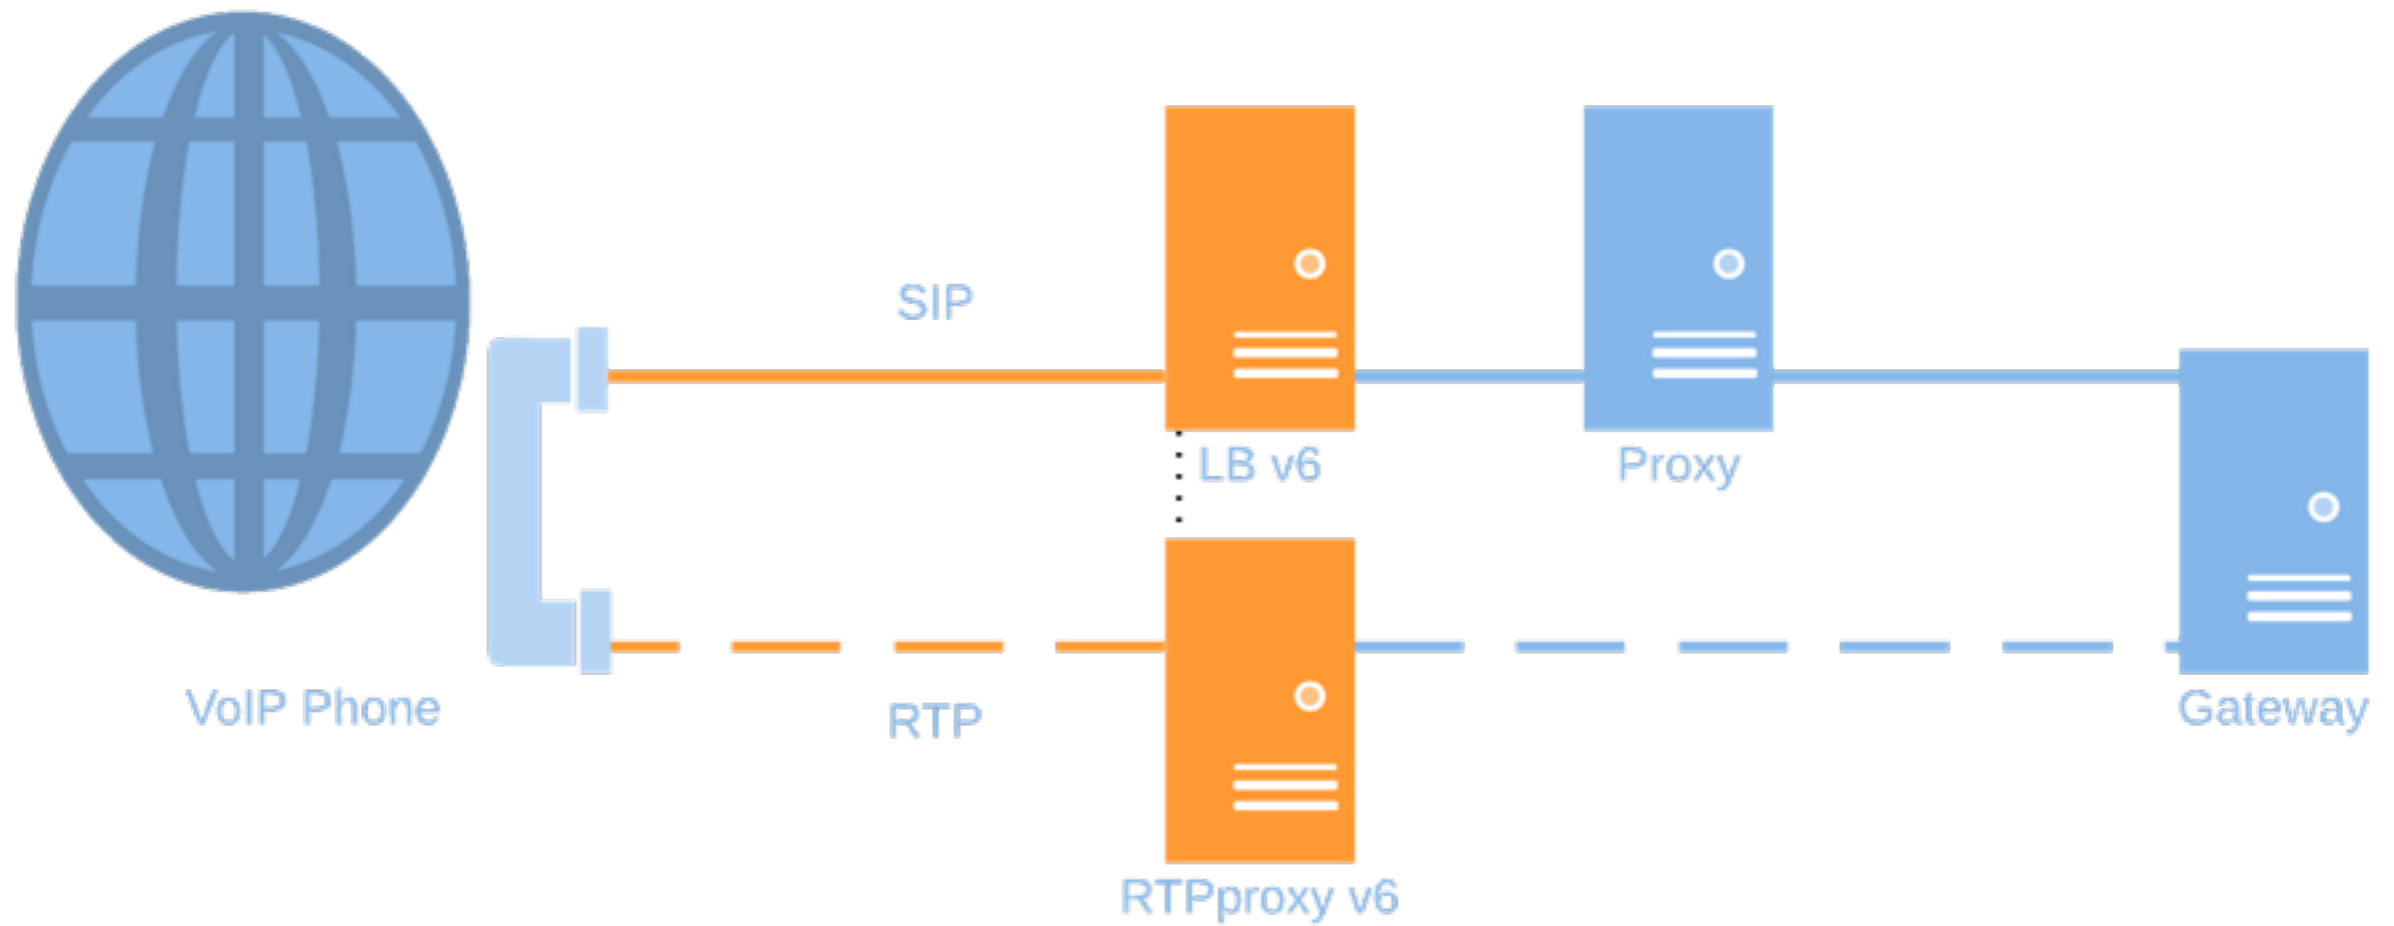 SIP
LB v6
Proxy
VoIP Phone
RTP
Gateway
RTPproxy v6